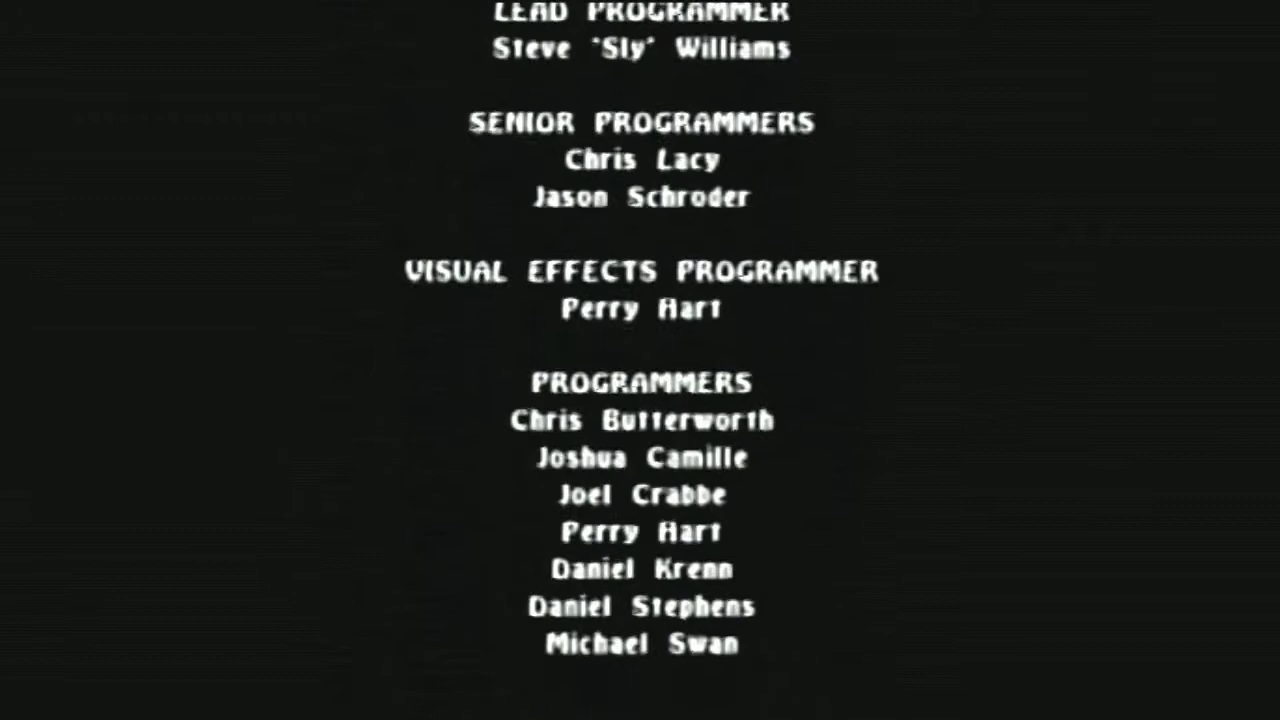 LEAD PROGRAMMER
Steve "Sly" Williams
SENIOR PROGRAMMERS
Chris Lacy
Jason Schroder
VISUAL EFFECTS PROGRAMMER
Perry Hart
PROGRAMMERS
Chris Butterworth
Joshua Camille
Joel Crabbe
Perry Hart
Daniel Krenn
Daniel Stephens
Michael Swan